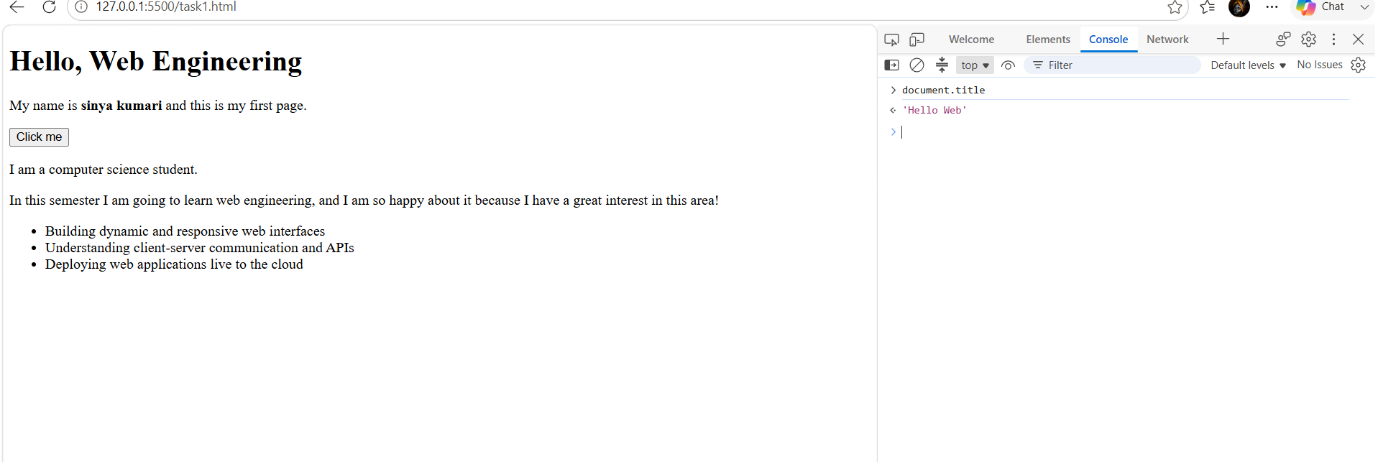 127.0.0.1:5500/task1.html
Chat
Hello, Web Engineering
My name is sinya kumari and this is my first page.
Click me
I am a computer science student.
In this semester I am going to learn web engineering, and I am so happy about it because I have a great interest in this area!
• Building dynamic and responsive web interfaces
• Understanding client-server communication and APIs
• Deploying web applications live to the cloud
Welcome Elements Console Network
top Filter Default levels No Issues
> document.title
'Hello Web'
>